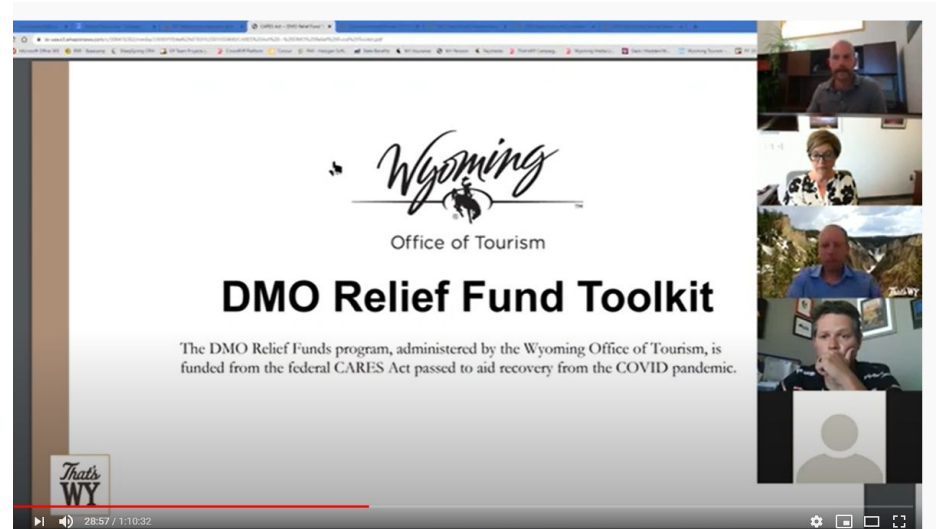 Wyoming
Office of Tourism
DMO Relief Fund Toolkit
The DMO Relief Funds program, administered by the Wyoming Office of Tourism, is
funded from the federal CARES Act passed to aid recovery from the COVID pandemic.
That's
WY
That's WY
28:57 / 1:10:32